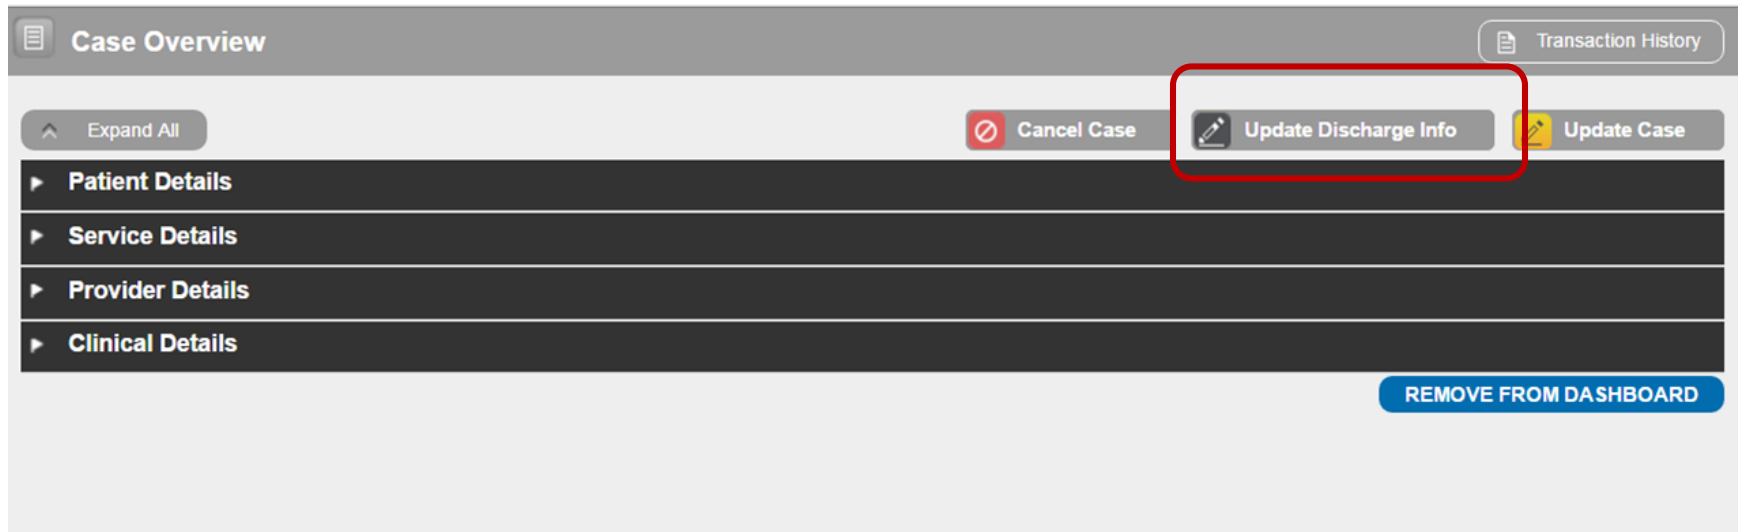 Case Overview
Transaction History
Expand All
Cancel Case
Update Discharge Info
Update Case
Patient Details
Service Details
Provider Details
Clinical Details
REMOVE FROM DASHBOARD